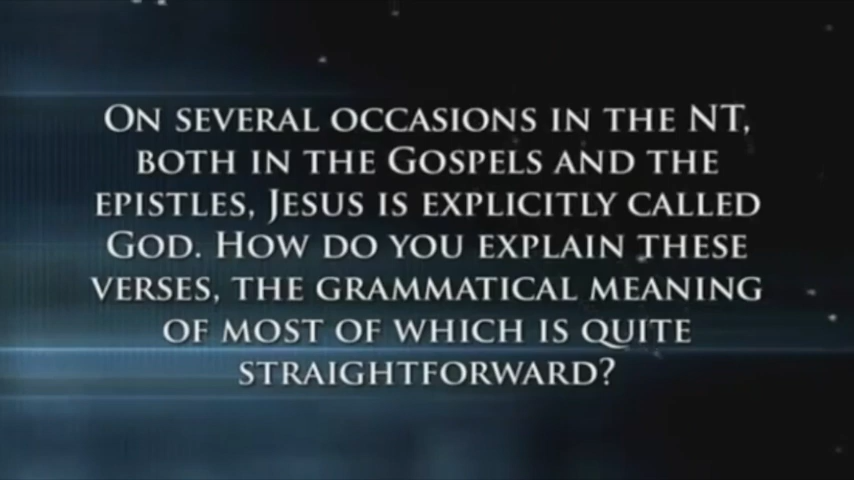 On several occasions in the NT,
both in the Gospels and the
epistles, Jesus is explicitly called
God. How do you explain these
verses, the grammatical meaning
of most of which is quite
straightforward?